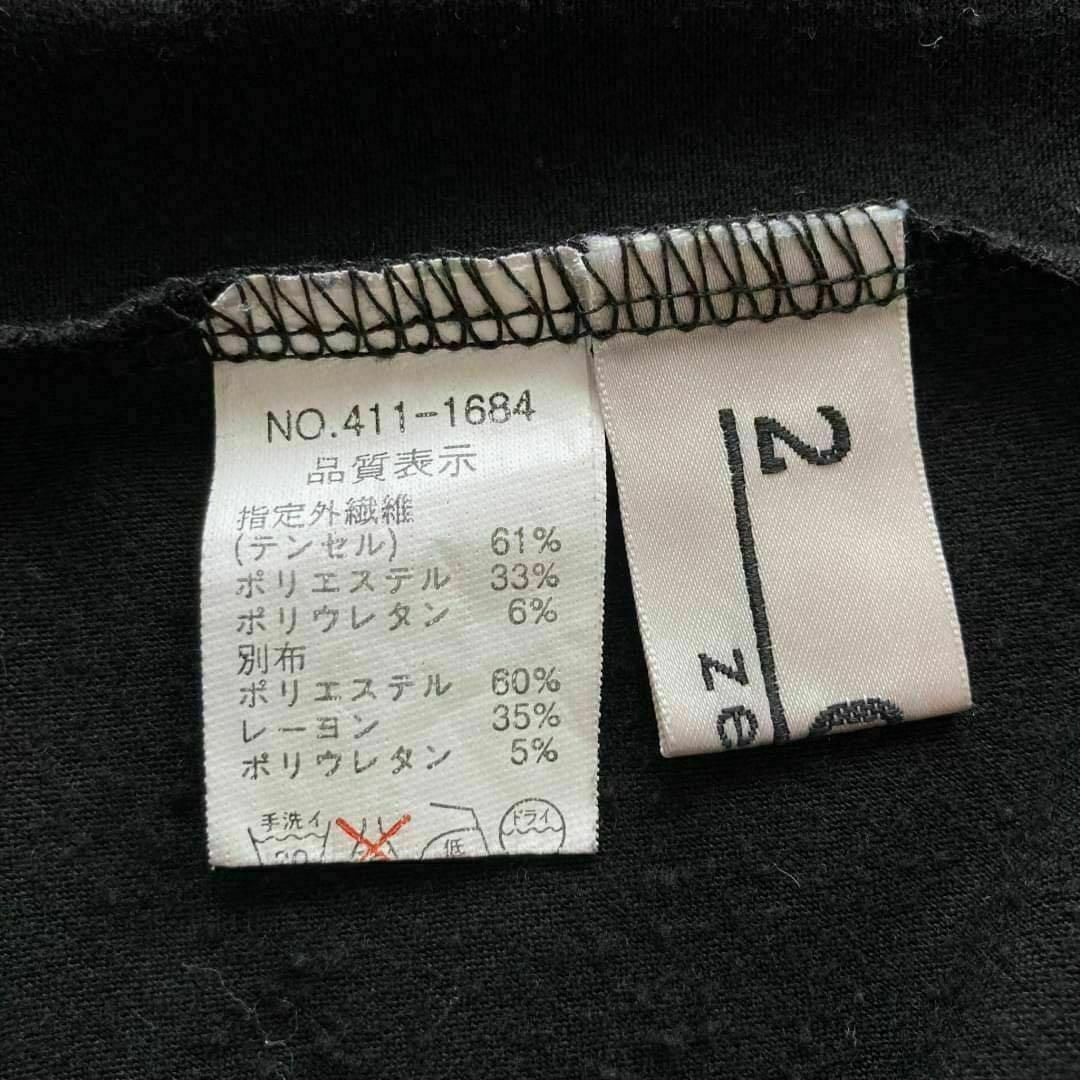 NO.411-1684
品質表示
指定外繊維
(テンセル) 61%
ポリエステル 33%
ポリウレタン 6%
別布
ポリエステル 60%
レーヨン 35%
ポリウレタン 5%
手洗イ
低
ドライ
2
ze